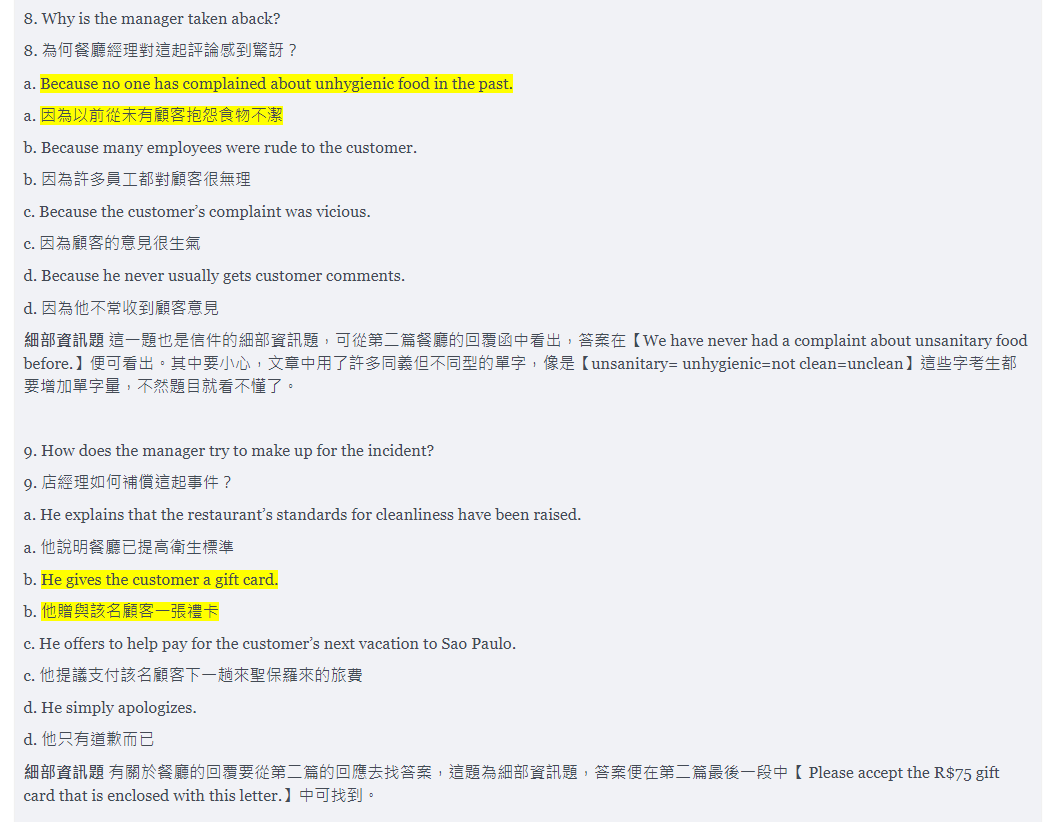 8. Why is the manager taken aback?
8. 為何餐廳經理對這起評論感到驚訝？
a. Because no one has complained about unhygienic food in the past.
a. 因為以前從未有顧客抱怨食物不潔
b. Because many employees were rude to the customer.
b. 因為許多員工都對顧客很無理
c. Because the customer’s complaint was vicious.
c. 因為顧客的意見很生氣
d. Because he never usually gets customer comments.
d. 因為他不常收到顧客意見
細部資訊題 這一題也是信件的細部資訊題，可從第二篇餐廳的回覆函中看出，答案在【We have never had a complaint about unsanitary food
before.】便可看出。其中要小心，文章中用了許多同義但不同型的單字，像是【unsanitary= unhygienic=not clean=unclean】這些字考生都
要增加單字量，不然題目就看不懂了。
9. How does the manager try to make up for the incident?
9. 店經理如何補償這起事件？
a. He explains that the restaurant’s standards for cleanliness have been raised.
a. 他說明餐廳已提高衛生標準
b. He gives the customer a gift card.
b. 他贈與該名顧客一張禮卡
c. He offers to help pay for the customer’s next vacation to Sao Paulo.
c. 他提議支付該名顧客下一趟來聖保羅來的旅費
d. He simply apologizes.
d. 他只有道歉而已
細部資訊題 有關於餐廳的回覆要從第二篇的回應去找答案，這題為細部資訊題，答案便在第二篇最後一段中【 Please accept the R$75 gift
card that is enclosed with this letter.】中可找到。